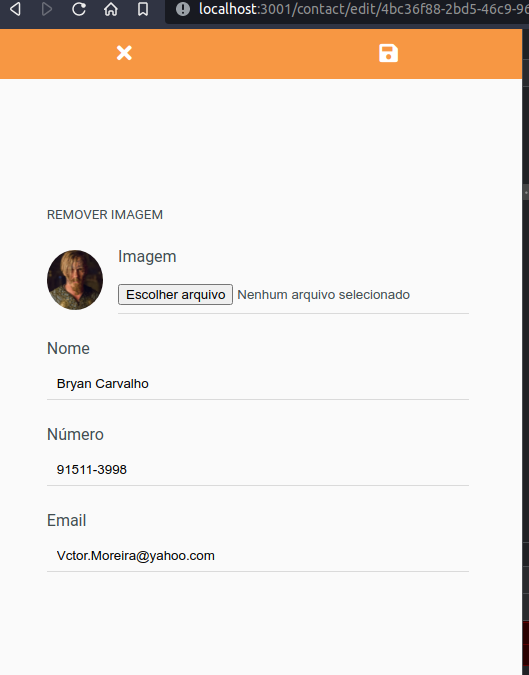 localhost:3001/contact/edit/4bc36f88-2bd5-46c9-96
REMOVER IMAGEM
Imagem
Escolher arquivo Nenhum arquivo selecionado
Nome
Bryan Carvalho
Número
91511-3998
Email
Vctor.Moreira@yahoo.com